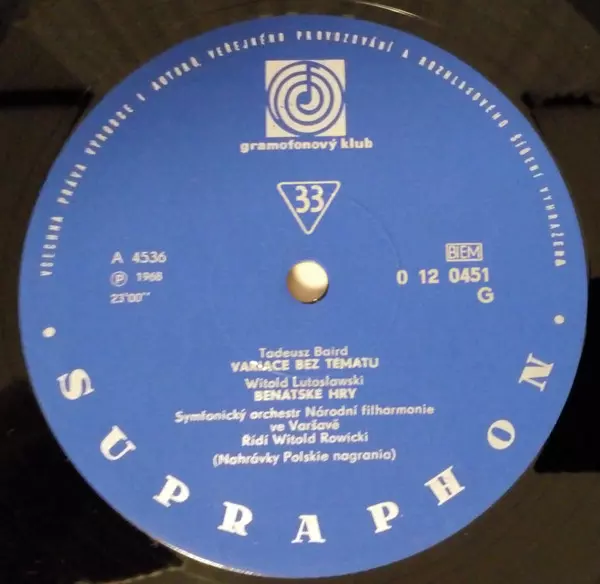 VŠECHNA PRÁVA VÝROBCE I AUTORŮ VEŘEJNÉHO PROVOZOVÁNÍ A ROZHLASOVÉHO ŠÍŘENÍ VYHRAŽENA
gramofonový klub
33
A 4536
Ⓟ 1968
23'00"
BIEM
0 12 0451
G
Tadeusz Baird
VARIACE BEZ TÉMATU
Witold Lutoslawski
BENÁTSKÉ HRY
Symfonický orchestr Národní filharmonie
ve Varšavě
Řídí Witold Rowicki
(Nahrávky Polskie nagrania)
• SUPRAPHON •